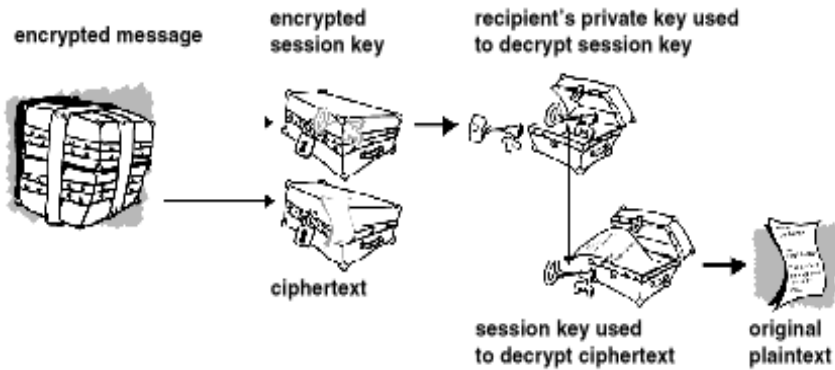 encrypted message
encrypted
session key
recipient's private key used
to decrypt session key
ciphertext
session key used
to decrypt ciphertext
original
plaintext